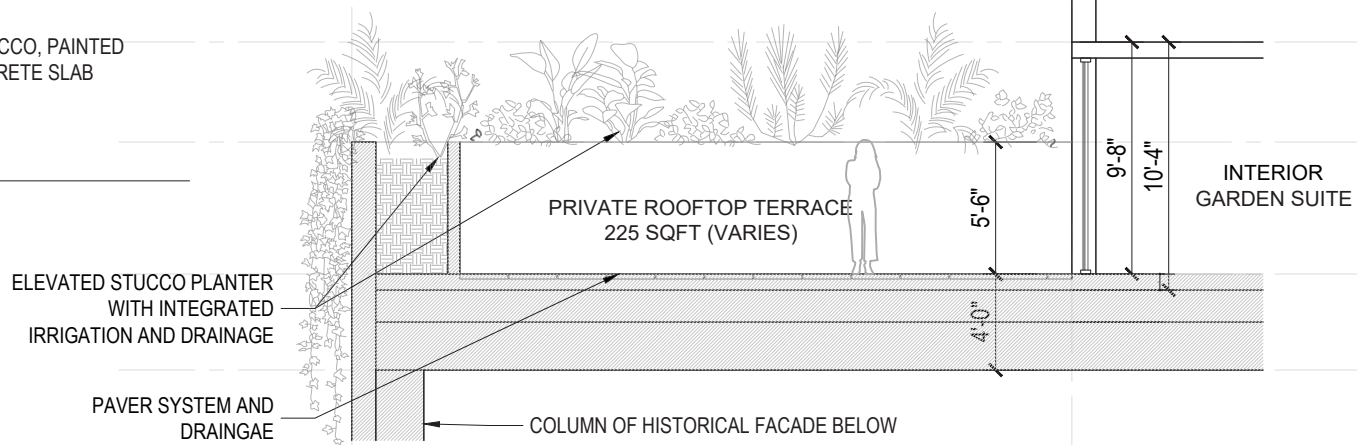 CCO, PAINTED
RETE SLAB
9'-8"
10'-4"
INTERIOR
GARDEN SUITE
PRIVATE ROOFTOP TERRACE
225 SQFT (VARIES)
5'-6"
ELEVATED STUCCO PLANTER
WITH INTEGRATED
IRRIGATION AND DRAINAGE
4'-0"
PAVER SYSTEM AND
DRAINGAE
COLUMN OF HISTORICAL FACADE BELOW